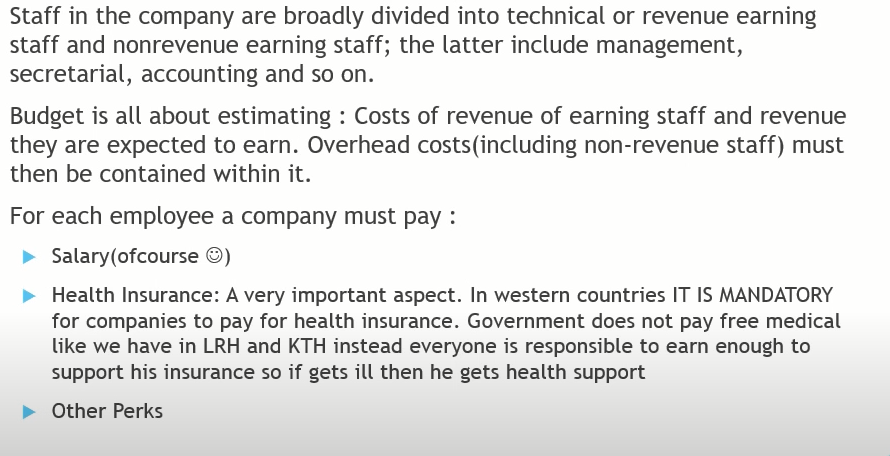 Staff in the company are broadly divided into technical or revenue earning
staff and nonrevenue earning staff; the latter include management,
secretarial, accounting and so on.
Budget is all about estimating : Costs of revenue of earning staff and revenue
they are expected to earn. Overhead costs(including non-revenue staff) must
then be contained within it.
For each employee a company must pay :
Salary(ofcourse ☺)
Health Insurance: A very important aspect. In western countries IT IS MANDATORY
for companies to pay for health insurance. Government does not pay free medical
like we have in LRH and KTH instead everyone is responsible to earn enough to
support his insurance so if gets ill then he gets health support
Other Perks